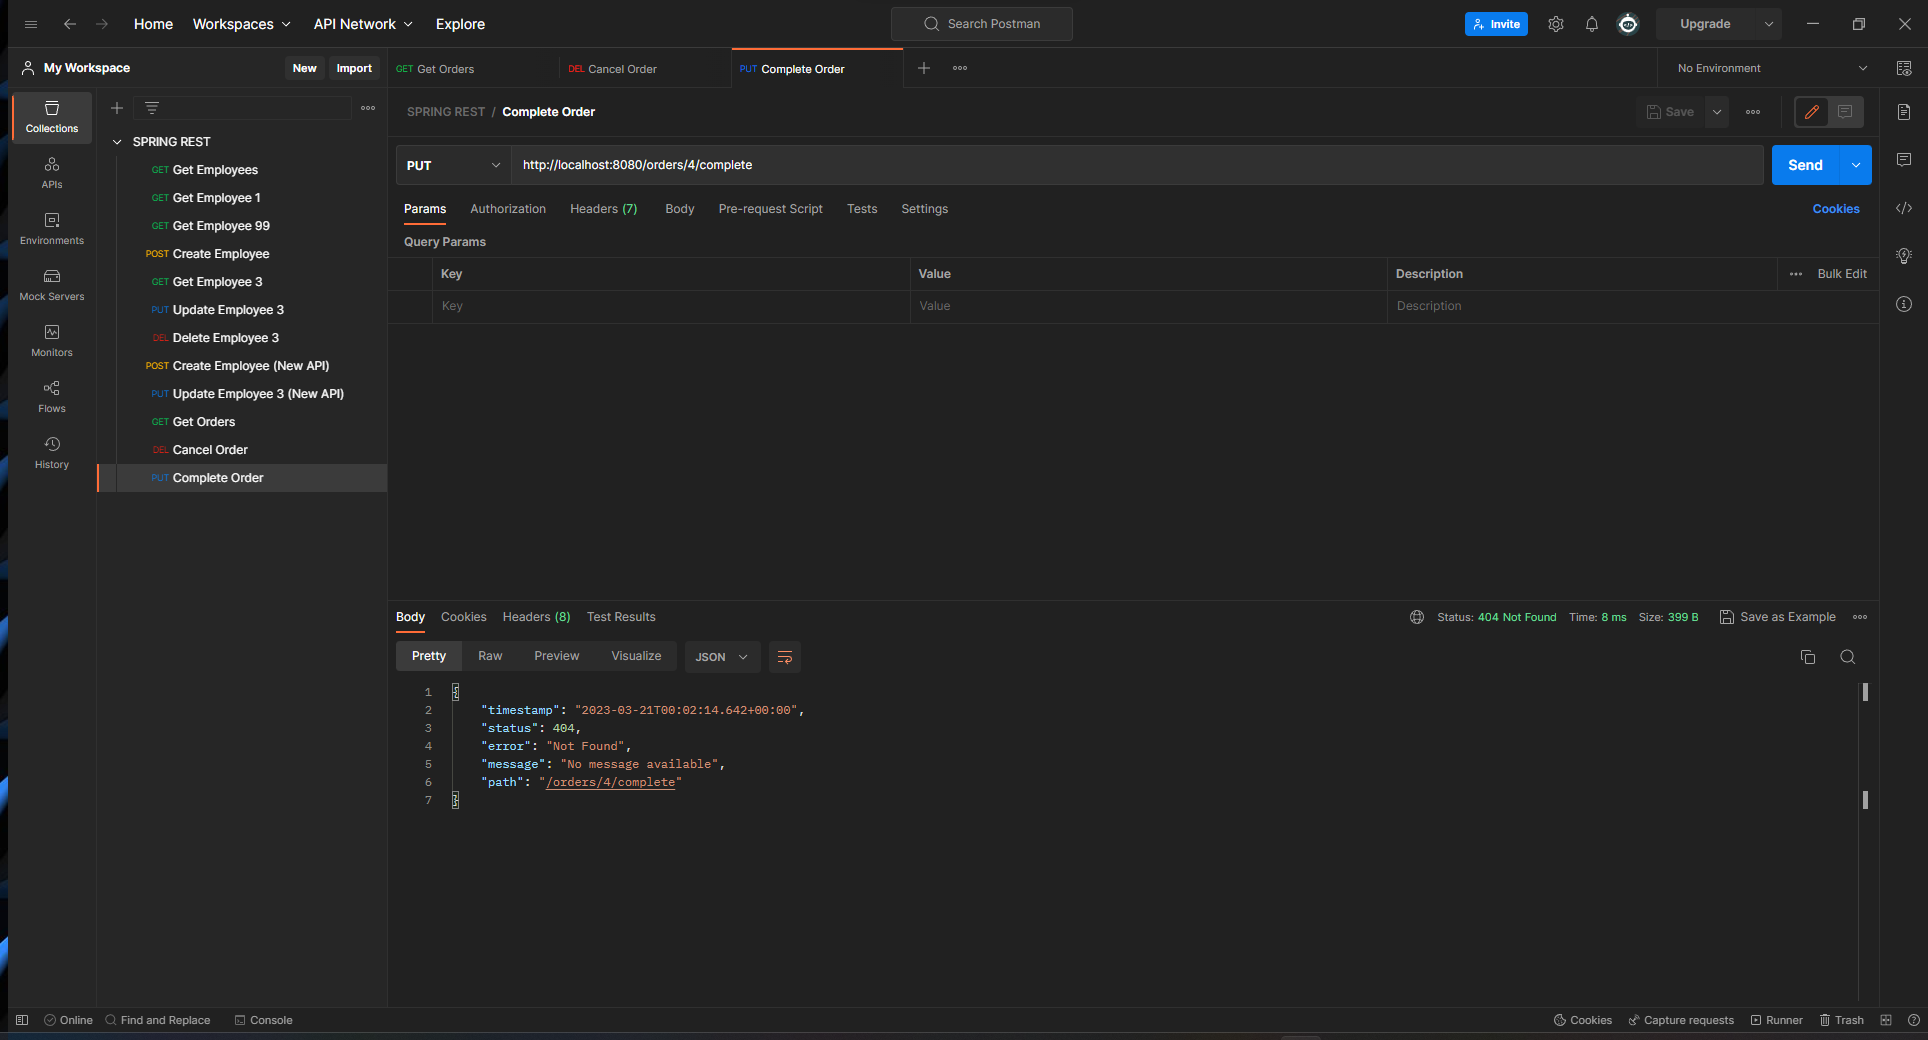 Home Workspaces API Network Explore Search Postman Invite Upgrade
My Workspace New Import GET Get Orders DEL Cancel Order PUT Complete Order No Environment
SPRING REST / Complete Order Save
Collections
APIs
Environments
Mock Servers
Monitors
Flows
History
SPRING REST
GET Get Employees
GET Get Employee 1
GET Get Employee 99
POST Create Employee
GET Get Employee 3
PUT Update Employee 3
DEL Delete Employee 3
POST Create Employee (New API)
PUT Update Employee 3 (New API)
GET Get Orders
DEL Cancel Order
PUT Complete Order
PUT http://localhost:8080/orders/4/complete Send
Params Authorization Headers (7) Body Pre-request Script Tests Settings Cookies
Query Params
Key Value Description Bulk Edit
Key Value Description
Body Cookies Headers (8) Test Results Status: 404 Not Found Time: 8 ms Size: 399 B Save as Example
Pretty Raw Preview Visualize JSON
1 {
2 "timestamp": "2023-03-21T00:02:14.642+00:00",
3 "status": 404,
4 "error": "Not Found",
5 "message": "No message available",
6 "path": "/orders/4/complete"
7 }
Online Find and Replace Console Cookies Capture requests Runner Trash